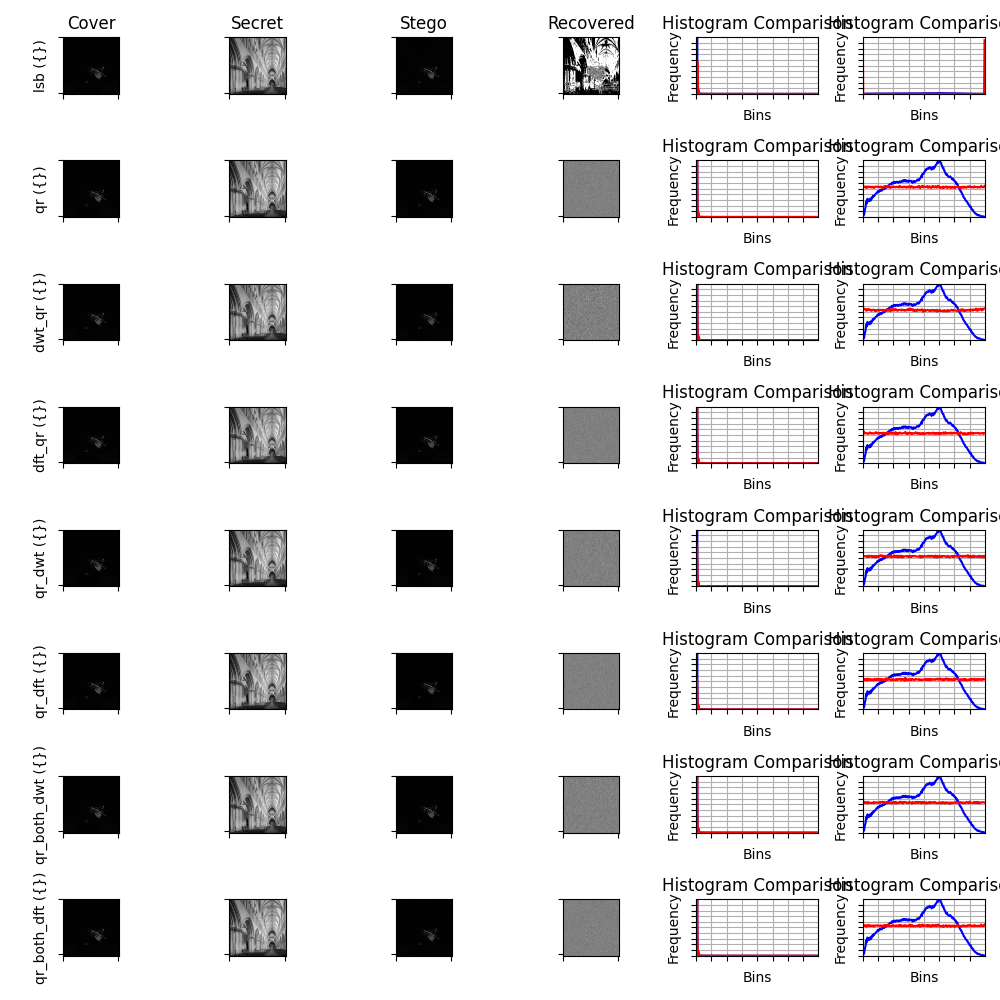 Cover Secret Stego Recovered Histogram Comparison Histogram Comparison
lsb ({})
Frequency
Bins
Frequency
Bins
Histogram Comparison Histogram Comparison
qr ({})
Frequency
Bins
Frequency
Bins
Histogram Comparison Histogram Comparison
dwt_qr ({})
Frequency
Bins
Frequency
Bins
Histogram Comparison Histogram Comparison
dft_qr ({})
Frequency
Bins
Frequency
Bins
Histogram Comparison Histogram Comparison
qr_dwt ({})
Frequency
Bins
Frequency
Bins
Histogram Comparison Histogram Comparison
qr_dft ({})
Frequency
Bins
Frequency
Bins
Histogram Comparison Histogram Comparison
qr_both_dwt ({})
Frequency
Bins
Frequency
Bins
Histogram Comparison Histogram Comparison
qr_both_dft ({})
Frequency
Bins
Frequency
Bins